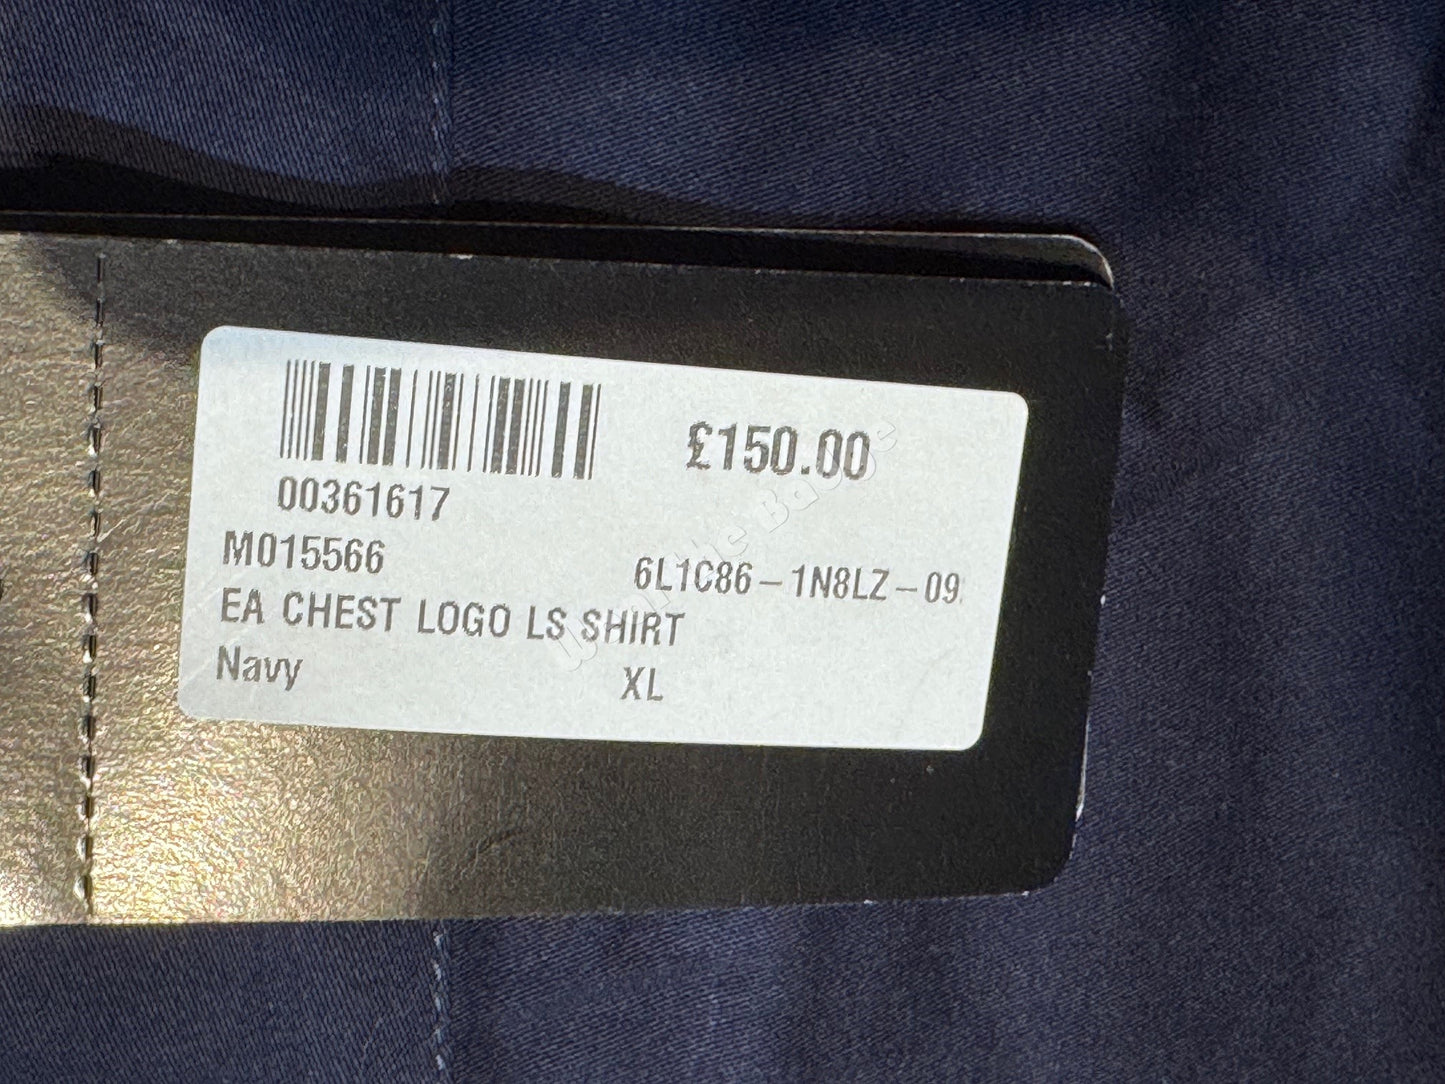 £150.00
00361617
M015566
6L1C86-1N8LZ-09
EA CHEST LOGO LS SHIRT
Navy XL